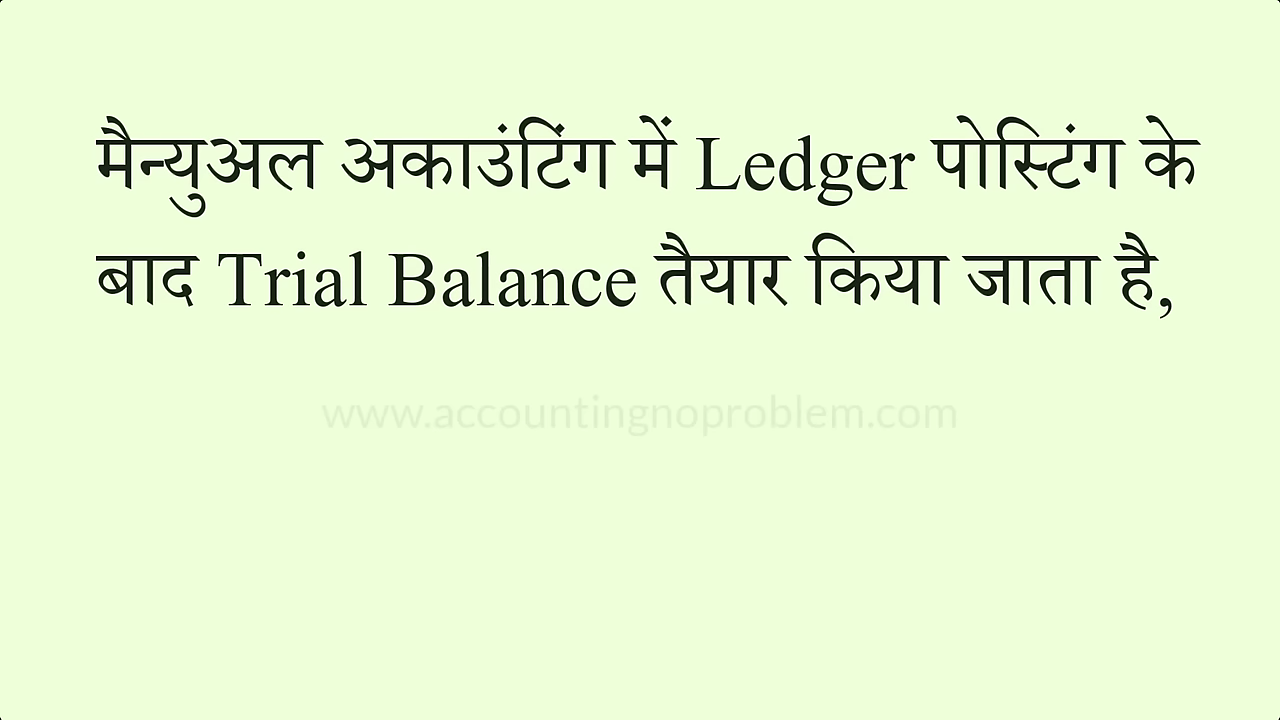 मैन्युअल अकाउंटिंग में Ledger पोस्टिंग के
बाद Trial Balance तैयार किया जाता है,
www.accountingnoproblem.com